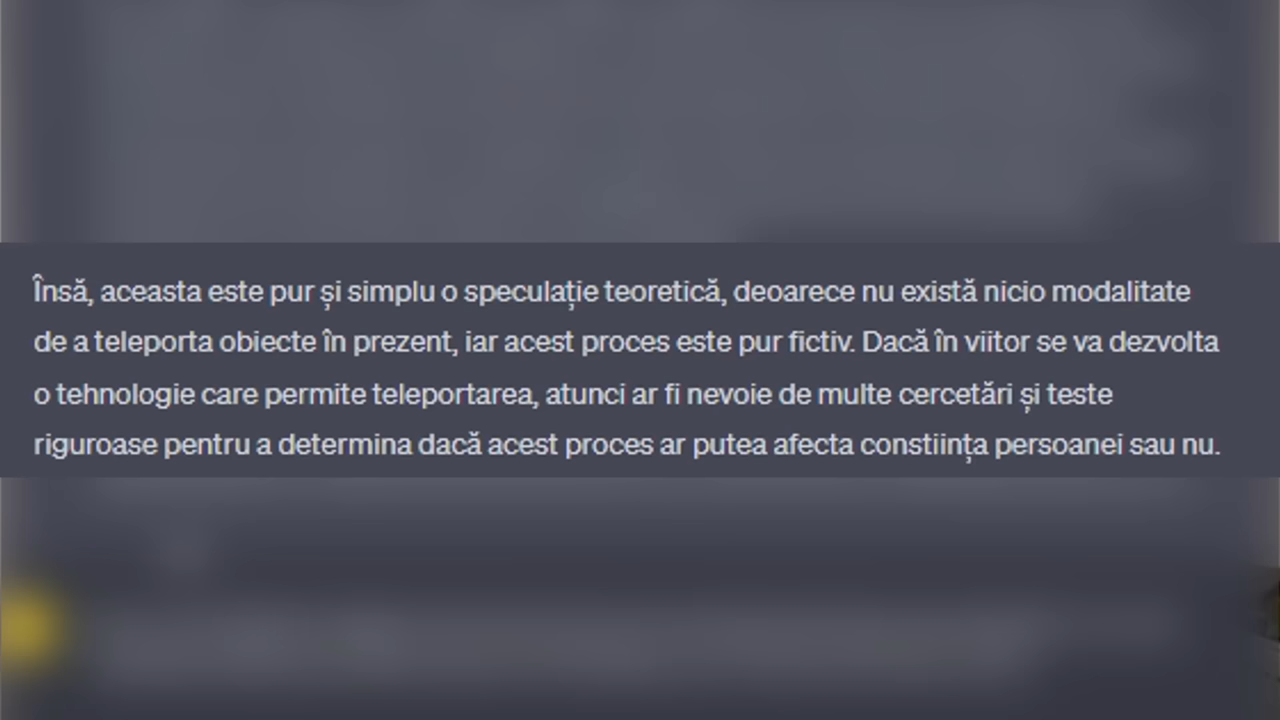 Însă, aceasta este pur și simplu o speculație teoretică, deoarece nu există nicio modalitate
de a teleporta obiecte în prezent, iar acest proces este pur fictiv. Dacă în viitor se va dezvolta
o tehnologie care permite teleportarea, atunci ar fi nevoie de multe cercetări și teste
riguroase pentru a determina dacă acest proces ar putea afecta constiința persoanei sau nu.